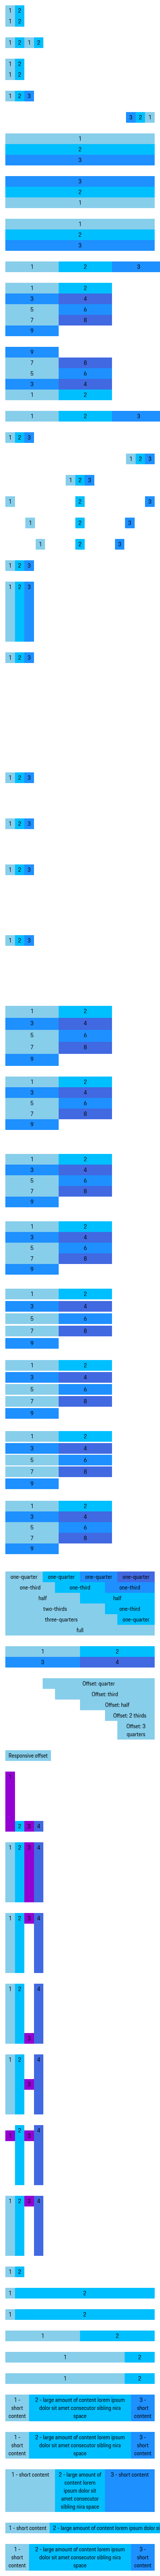 1 2
1 2
1 2 1 2
1 2
1 2
1 2 3
3 2 1
1
2
3
3
2
1
1
2
3
1 2 3
1 2
3 4
5 6
7 8
9
9
7 8
5 6
3 4
1 2
1 2 3
1 2 3
1 2 3
1 2 3
1 2 3
1 2 3
1 2 3
1 2 3
1 2 3
1 2 3
1 2 3
1 2 3
1 2 3
1 2 3
1 2
3 4
5 6
7 8
9
1 2
3 4
5 6
7 8
9
1 2
3 4
5 6
7 8
9
1 2
3 4
5 6
7 8
9
1 2
3 4
5 6
7 8
9
1 2
3 4
5 6
7 8
9
1 2
3 4
5 6
7 8
9
1 2
3 4
5 6
7 8
9
one-quarter one-quarter one-quarter one-quarter
one-third one-third one-third
half half
two-thirds one-third
three-quarters one-quarter
full
1 2
3 4
Offset: quarter
Offset: third
Offset: half
Offset: 2 thirds
Offset: 3
quarters
Responsive offset
1
2 3 4
1 2 3 4
1 2 3 4
1 2 4
3
1 2 4
3
2 4
1 3
1 2 3 4
1 2
1 2
1 2
1 2
1 2
1 2
1 - short content 2 - large amount of content lorem ipsum dolor sit amet consecutor sibling nira space 3 - short content
1 - short content 2 - large amount of content lorem ipsum dolor sit amet consecutor sibling nira space 3 - short content
1 - short content 2 - large amount of content lorem ipsum dolor sit amet consecutor sibling nira space 3 - short content
1 - short content 2 - large amount of content lorem ipsum dolor si
1 - short content 2 - large amount of content lorem ipsum dolor sit amet consecutor sibling nira space 3 - short content